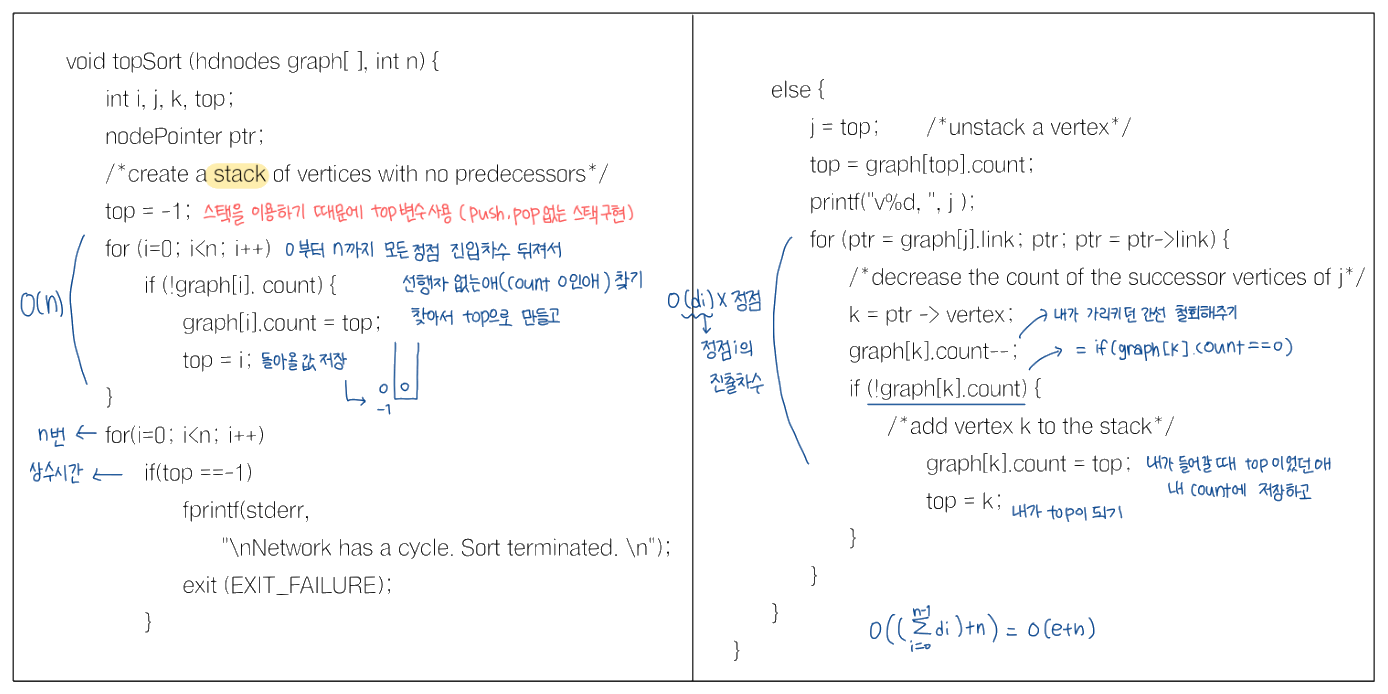 void topSort (hdnodes graph[ ], int n) {
int i, j, k, top;
nodePointer ptr;
/*create a stack of vertices with no predecessors*/
top = -1; 스택을 이용하기 때문에 top변수사용 (push, pop 없는 스택 구현)
for (i=0; i<n; i++) 0부터 n까지 모든 정점 진입차수 뒤져서
if (!graph[i]. count) { 선행자 없는애(count 0인애) 찾기
O(n)
graph[i].count = top; 찾아서 top으로 만들고
top = i; 돌아올 값 저장
0 0
-1
}
n번 ← for(i=0; i<n; i++)
상수시간 ← if(top ==-1)
fprintf(stderr,
"\nNetwork has a cycle. Sort terminated. \n");
exit (EXIT_FAILURE);
}
else {
j = top; /*unstack a vertex*/
top = graph[top].count;
printf("v%d, ", j );
for (ptr = graph[j].link; ptr; ptr = ptr->link) {
/*decrease the count of the successor vertices of j*/
O(di) X 정점
정점i의
진출차수
k = ptr -> vertex; 내가 가리키던 간선 철회해주기
graph[k].count--; = if(graph[k].count==0)
if (!graph[k].count) {
/*add vertex k to the stack*/
graph[k].count = top; 내가 들어갈 때 top이었던애
내 count에 저장하고
top = k; 내가 top이 되기
}
}
}
O((∑di)+n) = O(e+n)
n-1
i=0
}